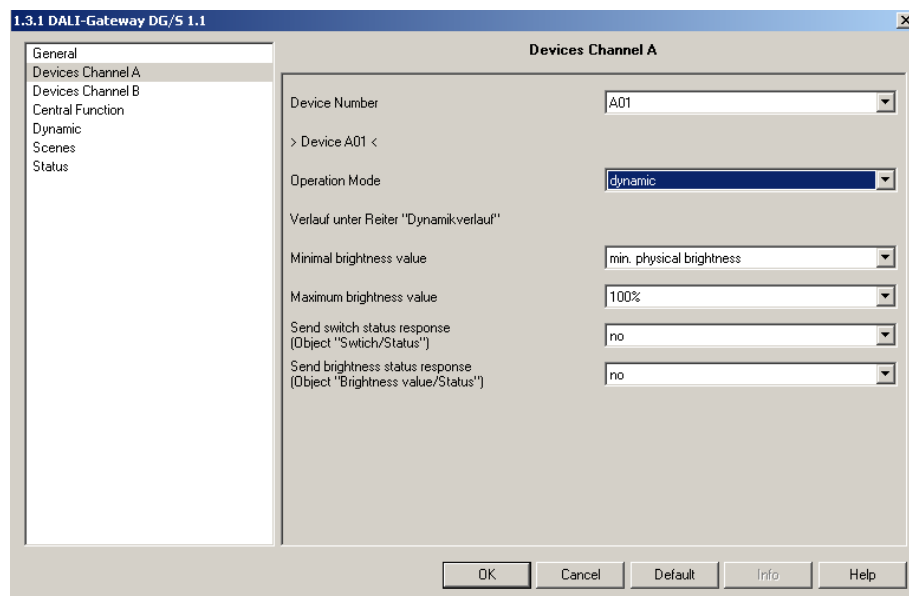 1.3.1 DALI-Gateway DG/S 1.1
General
Devices Channel A
Devices Channel B
Central Function
Dynamic
Scenes
Status
Devices Channel A
Device Number
A01
> Device A01 <
Operation Mode
dynamic
Verlauf unter Reiter "Dynamikverlauf"
Minimal brightness value
min. physical brightness
Maximum brightness value
100%
Send switch status response
(Object "Swtich/Status")
no
Send brightness status response
(Object "Brightness value/Status")
no
OK
Cancel
Default
Info
Help